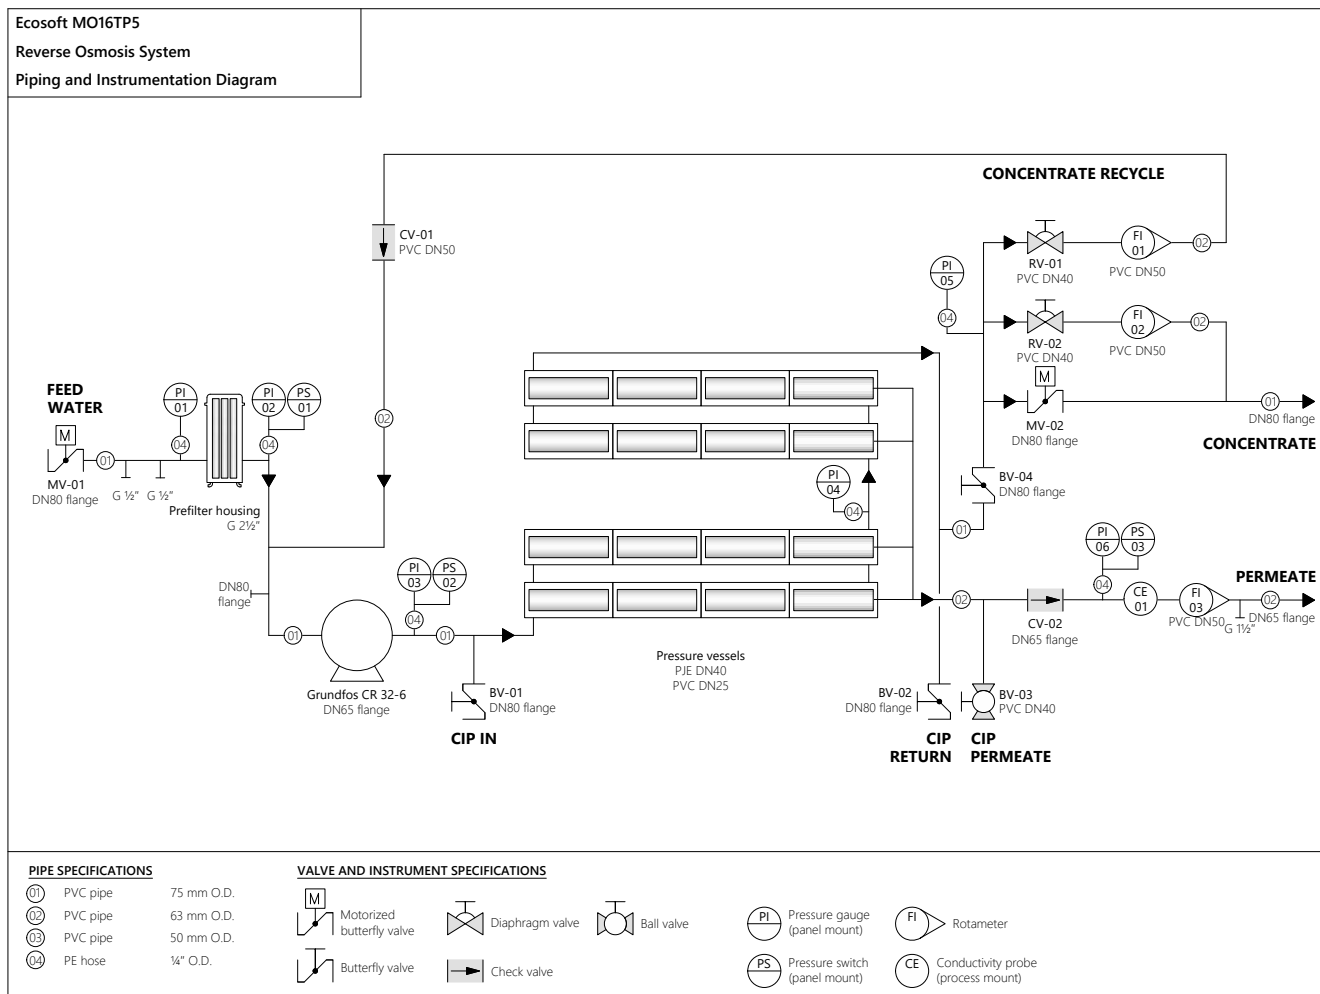 Ecosoft MO16TP5
Reverse Osmosis System
Piping and Instrumentation Diagram
CONCENTRATE RECYCLE
CV-01
PVC DN50
FI
01
02
RV-01
PVC DN40
PVC DN50
PI
05
04
FI
02
02
RV-02
PVC DN40
PVC DN50
M
MV-02
DN80 flange
01
DN80 flange
CONCENTRATE
FEED
WATER
M
MV-01
DN80 flange
01
G ½"
G ½"
PI
01
04
PI
02
PS
01
04
Prefilter housing
G 2½"
02
PI
04
04
BV-04
DN80 flange
01
DN80
flange
01
PI
03
PS
02
04
01
Grundfos CR 32-6
DN65 flange
BV-01
DN80 flange
CIP IN
Pressure vessels
PJE DN40
PVC DN25
02
CV-02
DN65 flange
PI
06
PS
03
04
CE
01
FI
03
PVC DN50
G 1½"
PERMEATE
02
DN65 flange
BV-02
DN80 flange
CIP
RETURN
BV-03
PVC DN40
CIP
PERMEATE
PIPE SPECIFICATIONS
01 PVC pipe 75 mm O.D.
02 PVC pipe 63 mm O.D.
03 PVC pipe 50 mm O.D.
04 PE hose ¼" O.D.
VALVE AND INSTRUMENT SPECIFICATIONS
M
Motorized
butterfly valve
Butterfly valve
Diaphragm valve
Check valve
Ball valve
PI
Pressure gauge
(panel mount)
PS
Pressure switch
(panel mount)
FI
Rotameter
CE
Conductivity probe
(process mount)